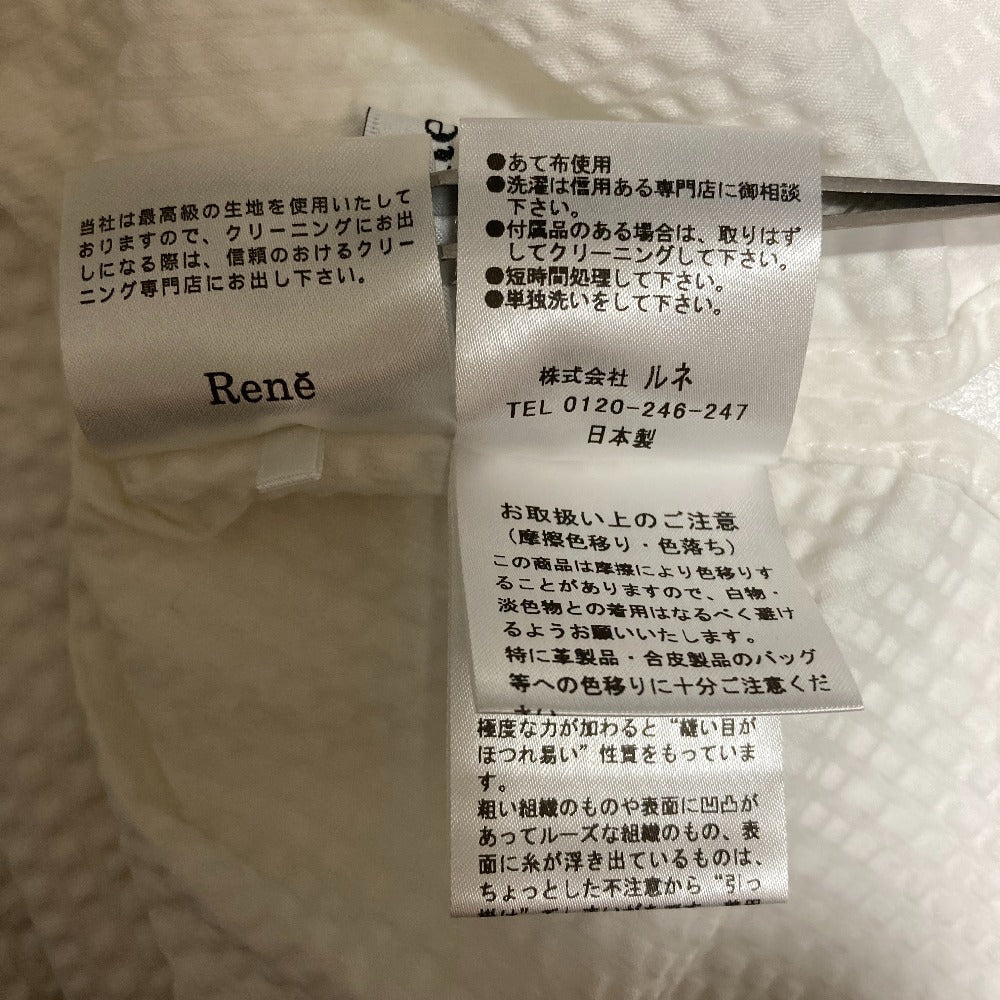 当社は最高級の生地を使用いたして
おりますので、クリーニングにお出
しになる際は、信頼のおけるクリー
ニング専門店にお出し下さい。
René
●あて布使用
●洗濯は信用ある専門店に御相談
下さい。
●付属品のある場合は、取りはず
してクリーニングして下さい。
●短時間処理して下さい。
●単独洗いをして下さい。
株式会社 ルネ
TEL 0120-246-247
日本製
お取扱い上のご注意
（摩擦色移り・色落ち）
この商品は摩擦により色移りす
ることがありますので、白物・
淡色物との着用はなるべく避け
るようお願いいたします。
特に革製品・合皮製品のバッグ
等への色移りに十分ご注意くだ
さい
極度な力が加わると“縫い目が
ほつれ易い”性質をもっていま
す。
粗い組織のものや表面に凹凸が
あってルーズな組織のもの、表
面に糸が浮き出ているものは、
ちょっとした不注意から“引っ